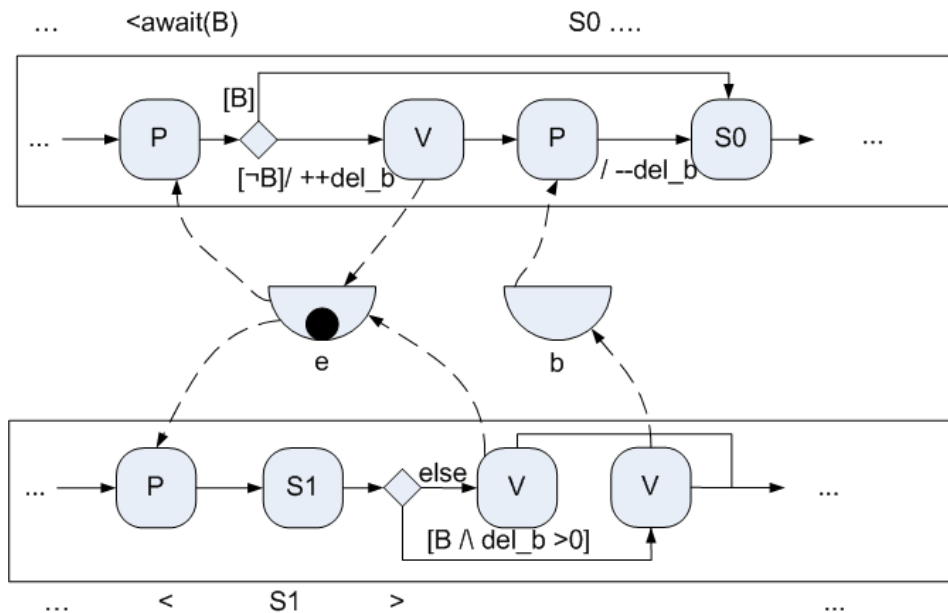 ... <await(B) S0 ....
[B]
... P V P S0 ...
[¬B]/ ++del_b / --del_b
e b
else
... P S1 V V ...
[B /\ del_b >0]
... < S1 > ...